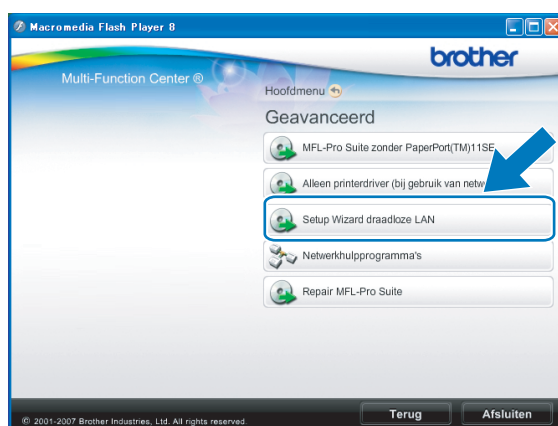 Macromedia Flash Player 8
brother
Multi-Function Center ®
Hoofdmenu
Geavanceerd
MFL-Pro Suite zonder PaperPort(TM)11SE
Alleen printerdriver (bij gebruik van
Setup Wizard draadloze LAN
Netwerkhulpprogramma's
Repair MFL-Pro Suite
Terug
Afsluiten
© 2001-2007 Brother Industries, Ltd. All rights reserved.